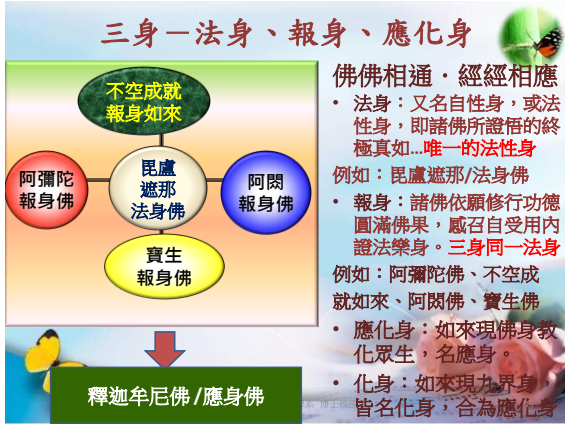 三身－法身、報身、應化身
不空成就
報身如來
阿彌陀
報身佛
毘盧
遮那
法身佛
阿閦
報身佛
寶生
報身佛
釋迦牟尼佛/應身佛
佛佛相通．經經相應
• 法身：又名自性身，或法
性身，即諸佛所證悟的終
極真如...唯一的法性身
例如：毘盧遮那/法身佛
• 報身：諸佛依願修行功德
圓滿佛果，感召自受用內
證法樂身。三身同一法身
例如：阿彌陀佛、不空成
就如來、阿閦佛、寶生佛
• 應化身：如來現佛身教
化眾生，名應身。
• 化身：如來現九界身，
皆名化身，合為應化身